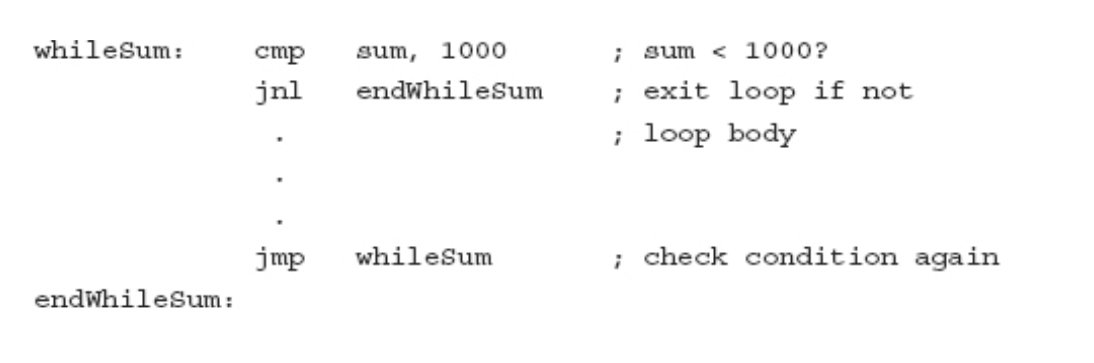 whileSum: cmp sum, 1000 ; sum < 1000?
jnl endWhileSum ; exit loop if not
. ; loop body
.
.
jmp whileSum ; check condition again
endWhileSum: